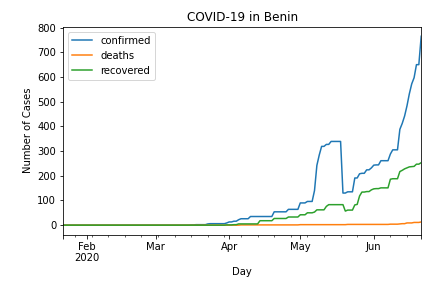 COVID-19 in Benin
800
700
600
500
400
300
200
100
0
Number of Cases
confirmed
deaths
recovered
Feb Mar Apr May Jun
2020
Day